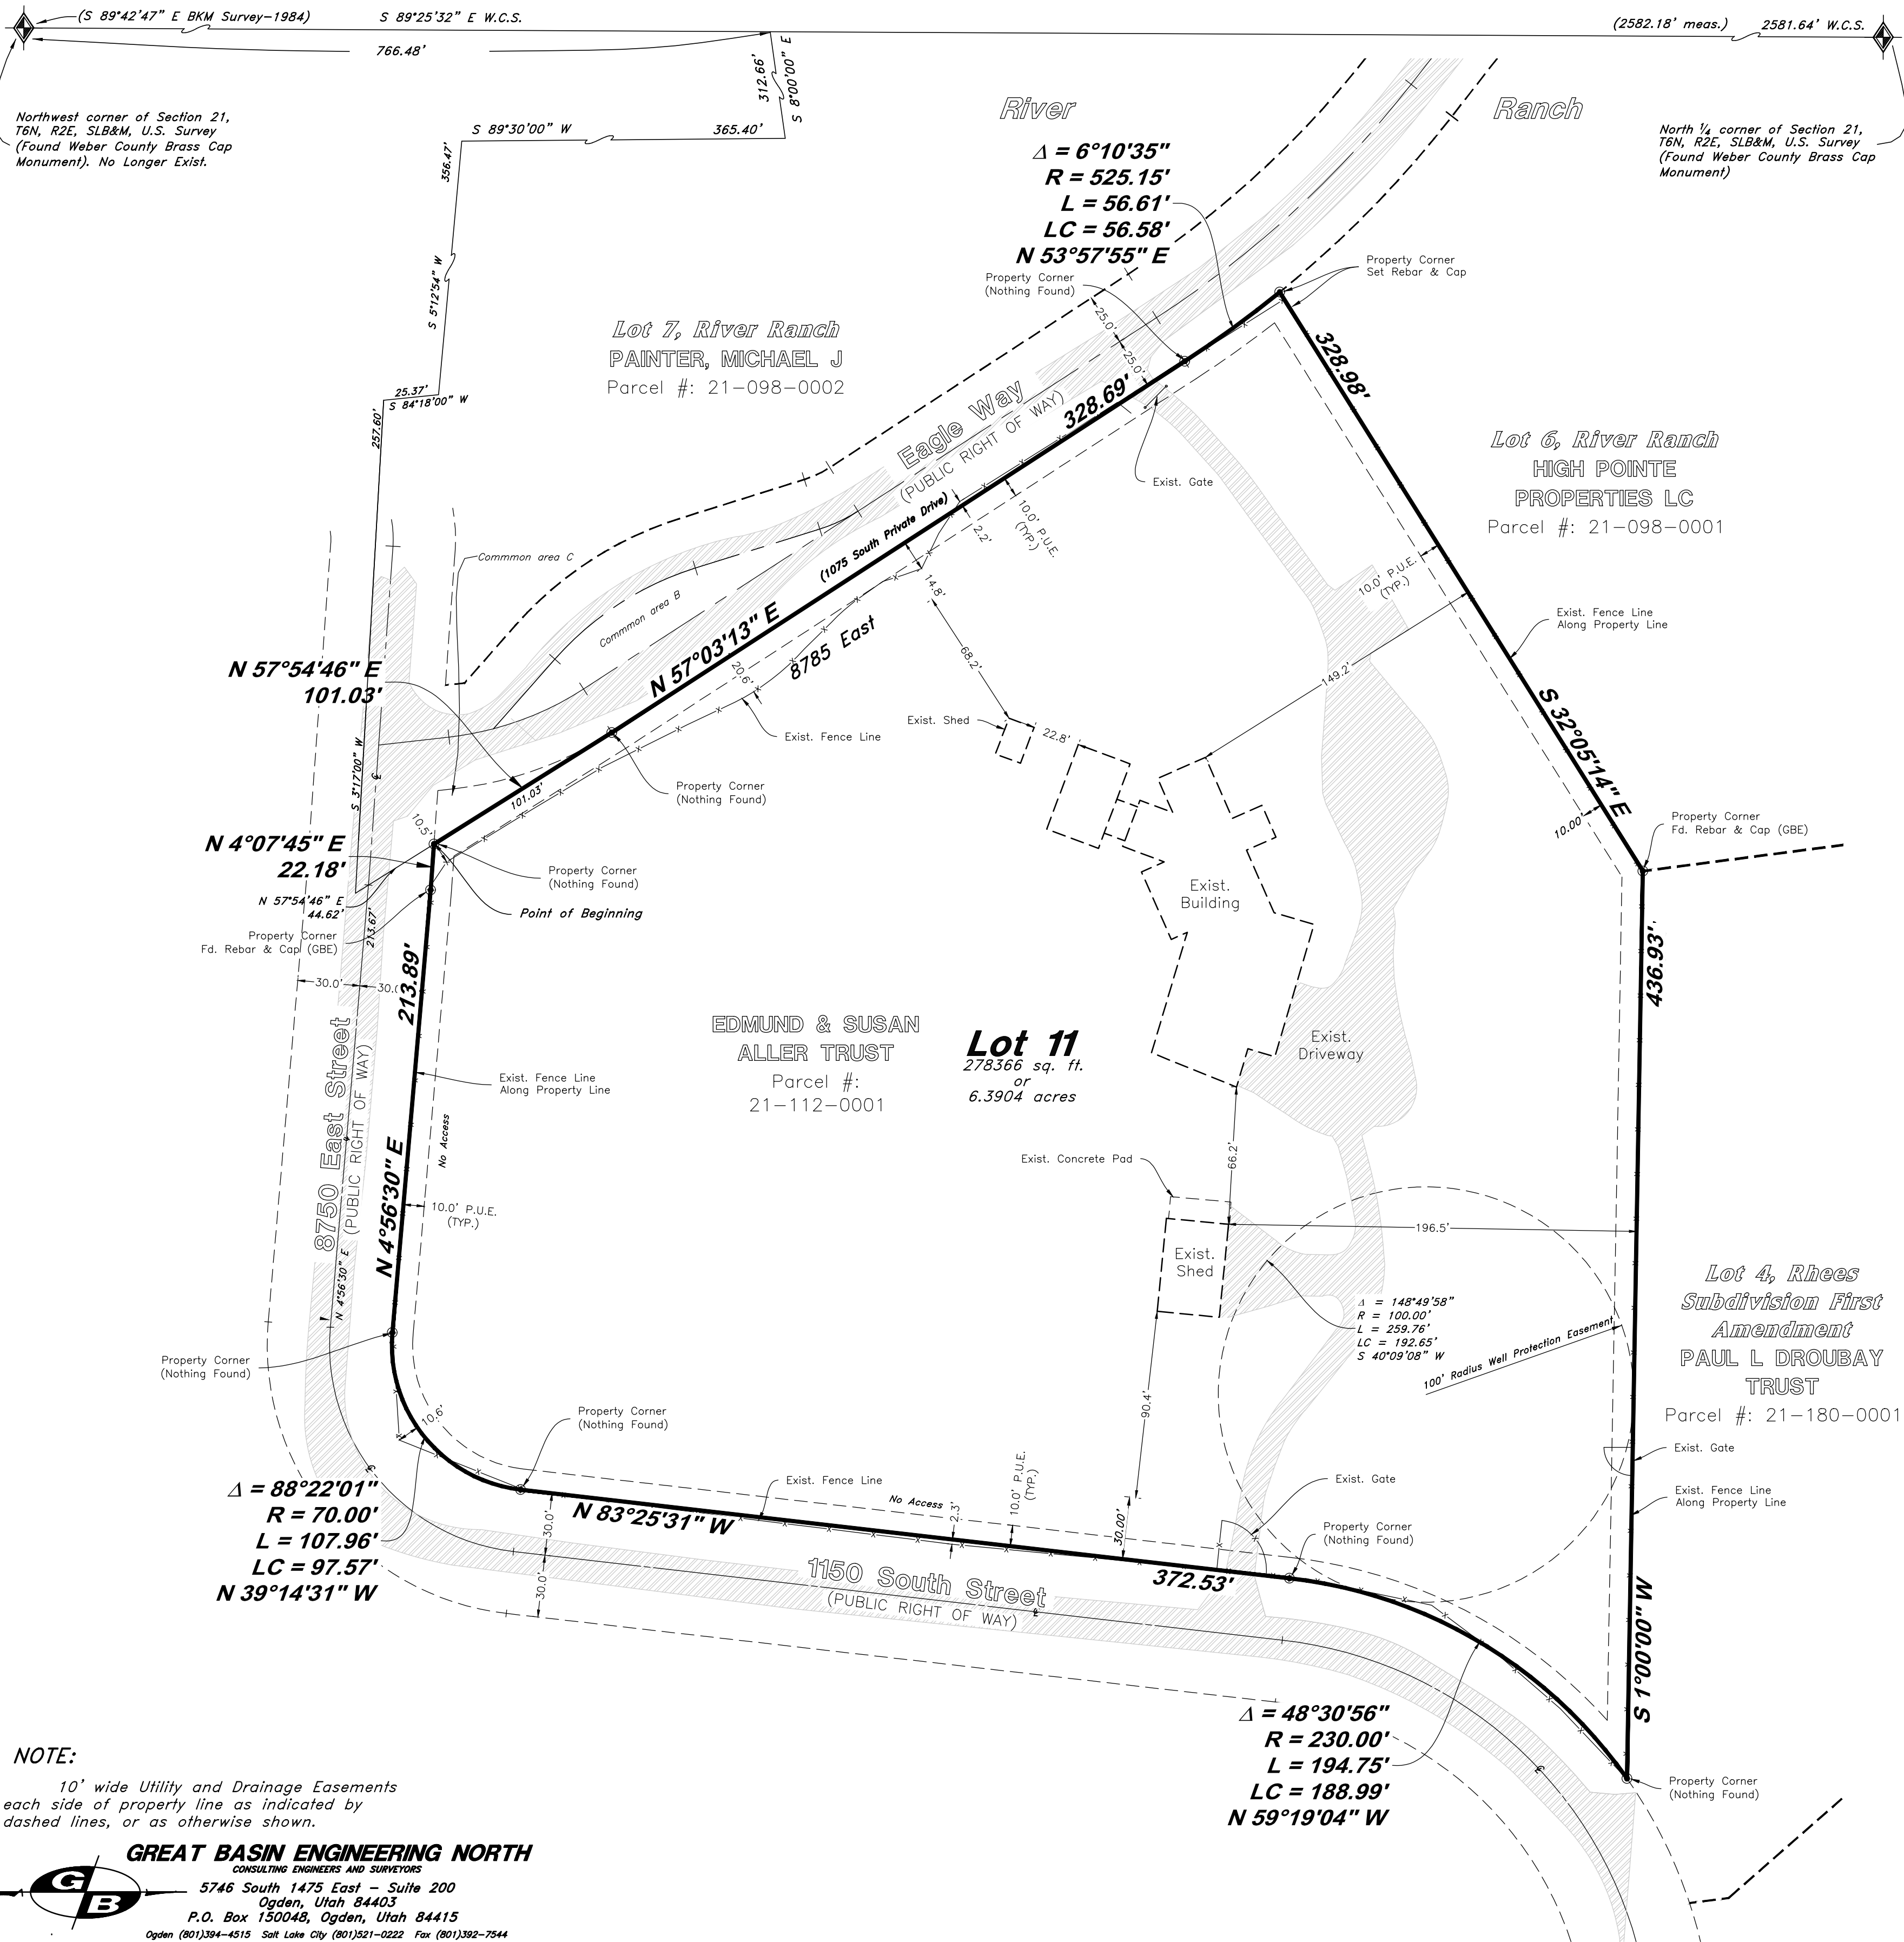 (S 89°42'47" E BKM Survey-1984)
S 89°25'32" E W.C.S.
(2582.18' meas.)
2581.64' W.C.S.
766.48'
312.66'
S 8°00'00" E
Northwest corner of Section 21,
T6N, R2E, SLB&M, U.S. Survey
(Found Weber County Brass Cap
Monument). No Longer Exist.
S 89°30'00" W
365.40'
River
Ranch
North ¼ corner of Section 21,
T6N, R2E, SLB&M, U.S. Survey
(Found Weber County Brass Cap
Monument)
356.47'
S 5°12'54" W
Δ = 6°10'35"
R = 525.15'
L = 56.61'
LC = 56.58'
N 53°57'55" E
Property Corner
(Nothing Found)
Property Corner
Set Rebar & Cap
25.0'
25.0'
Lot 7, River Ranch
PAINTER, MICHAEL J
Parcel #: 21-098-0002
25.37'
S 84°18'00" W
257.60'
328.98'
328.69'
Eagle Way
(PUBLIC RIGHT OF WAY)
Lot 6, River Ranch
HIGH POINTE
PROPERTIES LC
Parcel #: 21-098-0001
Exist. Gate
10.0' P.U.E.
(TYP.)
2.2'
(1075 South Private Drive)
Commmon area C
Commmon area B
14.8'
10.0' P.U.E.
(TYP.)
Exist. Fence Line
Along Property Line
N 57°03'13" E
8785 East
68.2'
149.2'
N 57°54'46" E
101.03'
20.6'
S 32°05'14" E
Exist. Shed
22.8'
Exist. Fence Line
S 3°17'00" W
Property Corner
(Nothing Found)
101.03'
10.5'
10.00'
Property Corner
Fd. Rebar & Cap (GBE)
N 4°07'45" E
22.18'
Property Corner
(Nothing Found)
Point of Beginning
N 57°54'46" E
44.62'
Exist.
Building
Property Corner
Fd. Rebar & Cap (GBE)
213.67'
213.89'
436.93'
30.0'
30.0
EDMUND & SUSAN
ALLER TRUST
Parcel #:
21-112-0001
Lot 11
278366 sq. ft.
or
6.3904 acres
Exist.
Driveway
8750 East Street
(PUBLIC RIGHT OF WAY)
Exist. Fence Line
Along Property Line
No Access
66.2'
Exist. Concrete Pad
N 4°56'30" E
10.0' P.U.E.
(TYP.)
N 4°56'30" E
196.5'
Exist.
Shed
Δ = 148°49'58"
R = 100.00'
L = 259.76'
LC = 192.65'
S 40°09'08" W
100' Radius Well Protection Easement
Lot 4, Rhees
Subdivision First
Amendment
PAUL L DROUBAY
TRUST
Parcel #: 21-180-0001
Property Corner
(Nothing Found)
10.6'
Property Corner
(Nothing Found)
90.4'
Exist. Gate
Exist. Fence Line
Along Property Line
Δ = 88°22'01"
R = 70.00'
L = 107.96'
LC = 97.57'
N 39°14'31" W
Exist. Fence Line
No Access
2.3'
10.0' P.U.E.
(TYP.)
Exist. Gate
30.00'
N 83°25'31" W
372.53'
Property Corner
(Nothing Found)
30.0'
30.0'
1150 South Street
(PUBLIC RIGHT OF WAY)
S 1°00'00" W
Δ = 48°30'56"
R = 230.00'
L = 194.75'
LC = 188.99'
N 59°19'04" W
Property Corner
(Nothing Found)
NOTE:
10' wide Utility and Drainage Easements
each side of property line as indicated by
dashed lines, or as otherwise shown.
GREAT BASIN ENGINEERING NORTH
CONSULTING ENGINEERS AND SURVEYORS
5746 South 1475 East - Suite 200
Ogden, Utah 84403
P.O. Box 150048, Ogden, Utah 84415
Ogden (801)394-4515 Salt Lake City (801)521-0222 Fax (801)392-7544
G
B